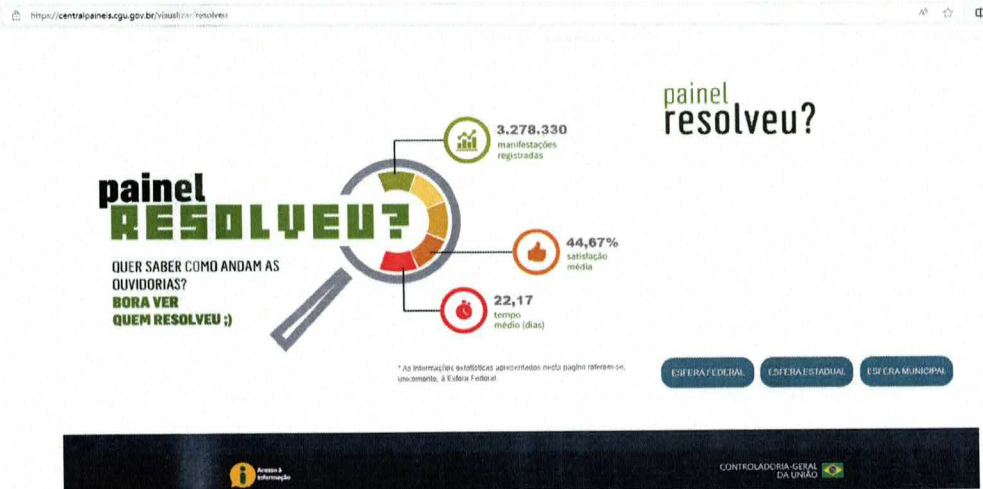 https://centralpaineis.cgu.gov.br/visualizar/resolveu
painel
RESOLVEU?
QUER SABER COMO ANDAM AS
OUVIDORIAS?
BORA VER
QUEM RESOLVEU ;)
3.278.330
manifestações
registradas
44,67%
satisfação
média
22,17
tempo
médio (dias)
* As informações estatísticas apresentadas nesta página referem-se,
unicamente, à Esfera Federal
painel
resolveu?
ESFERA FEDERAL
ESFERA ESTADUAL
ESFERA MUNICIPAL
Acesso à
Informação
CONTROLADORIA-GERAL
DA UNIÃO